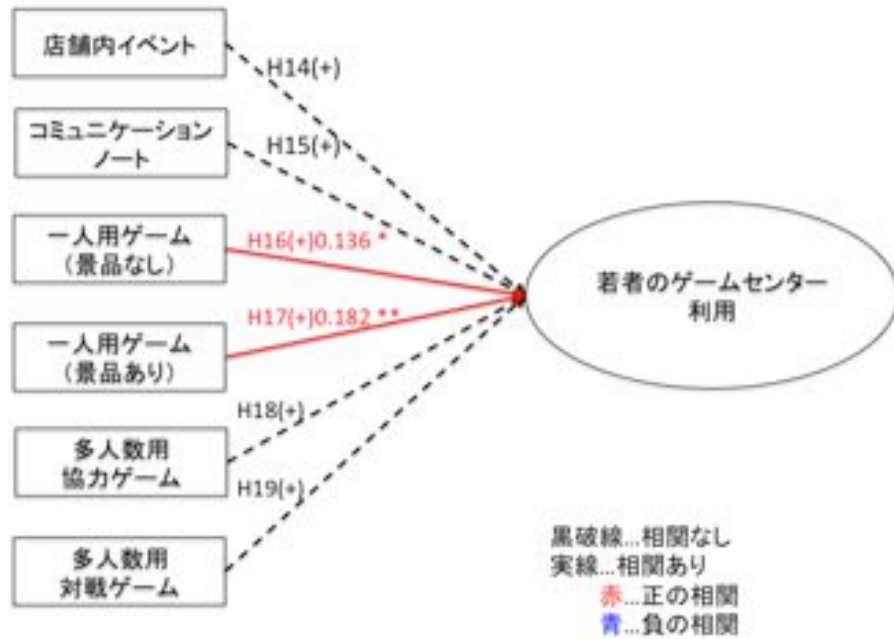 店舗内イベント
H14(+)
コミュニケーション
ノート
H15(+)
一人用ゲーム
(景品なし)
H16(+)0.136 *
一人用ゲーム
(景品あり)
H17(+)0.182 **
多人数用
協力ゲーム
H18(+)
多人数用
対戦ゲーム
H19(+)
若者のゲームセンター
利用
黒破線…相関なし
実線…相関あり
赤…正の相関
青…負の相関